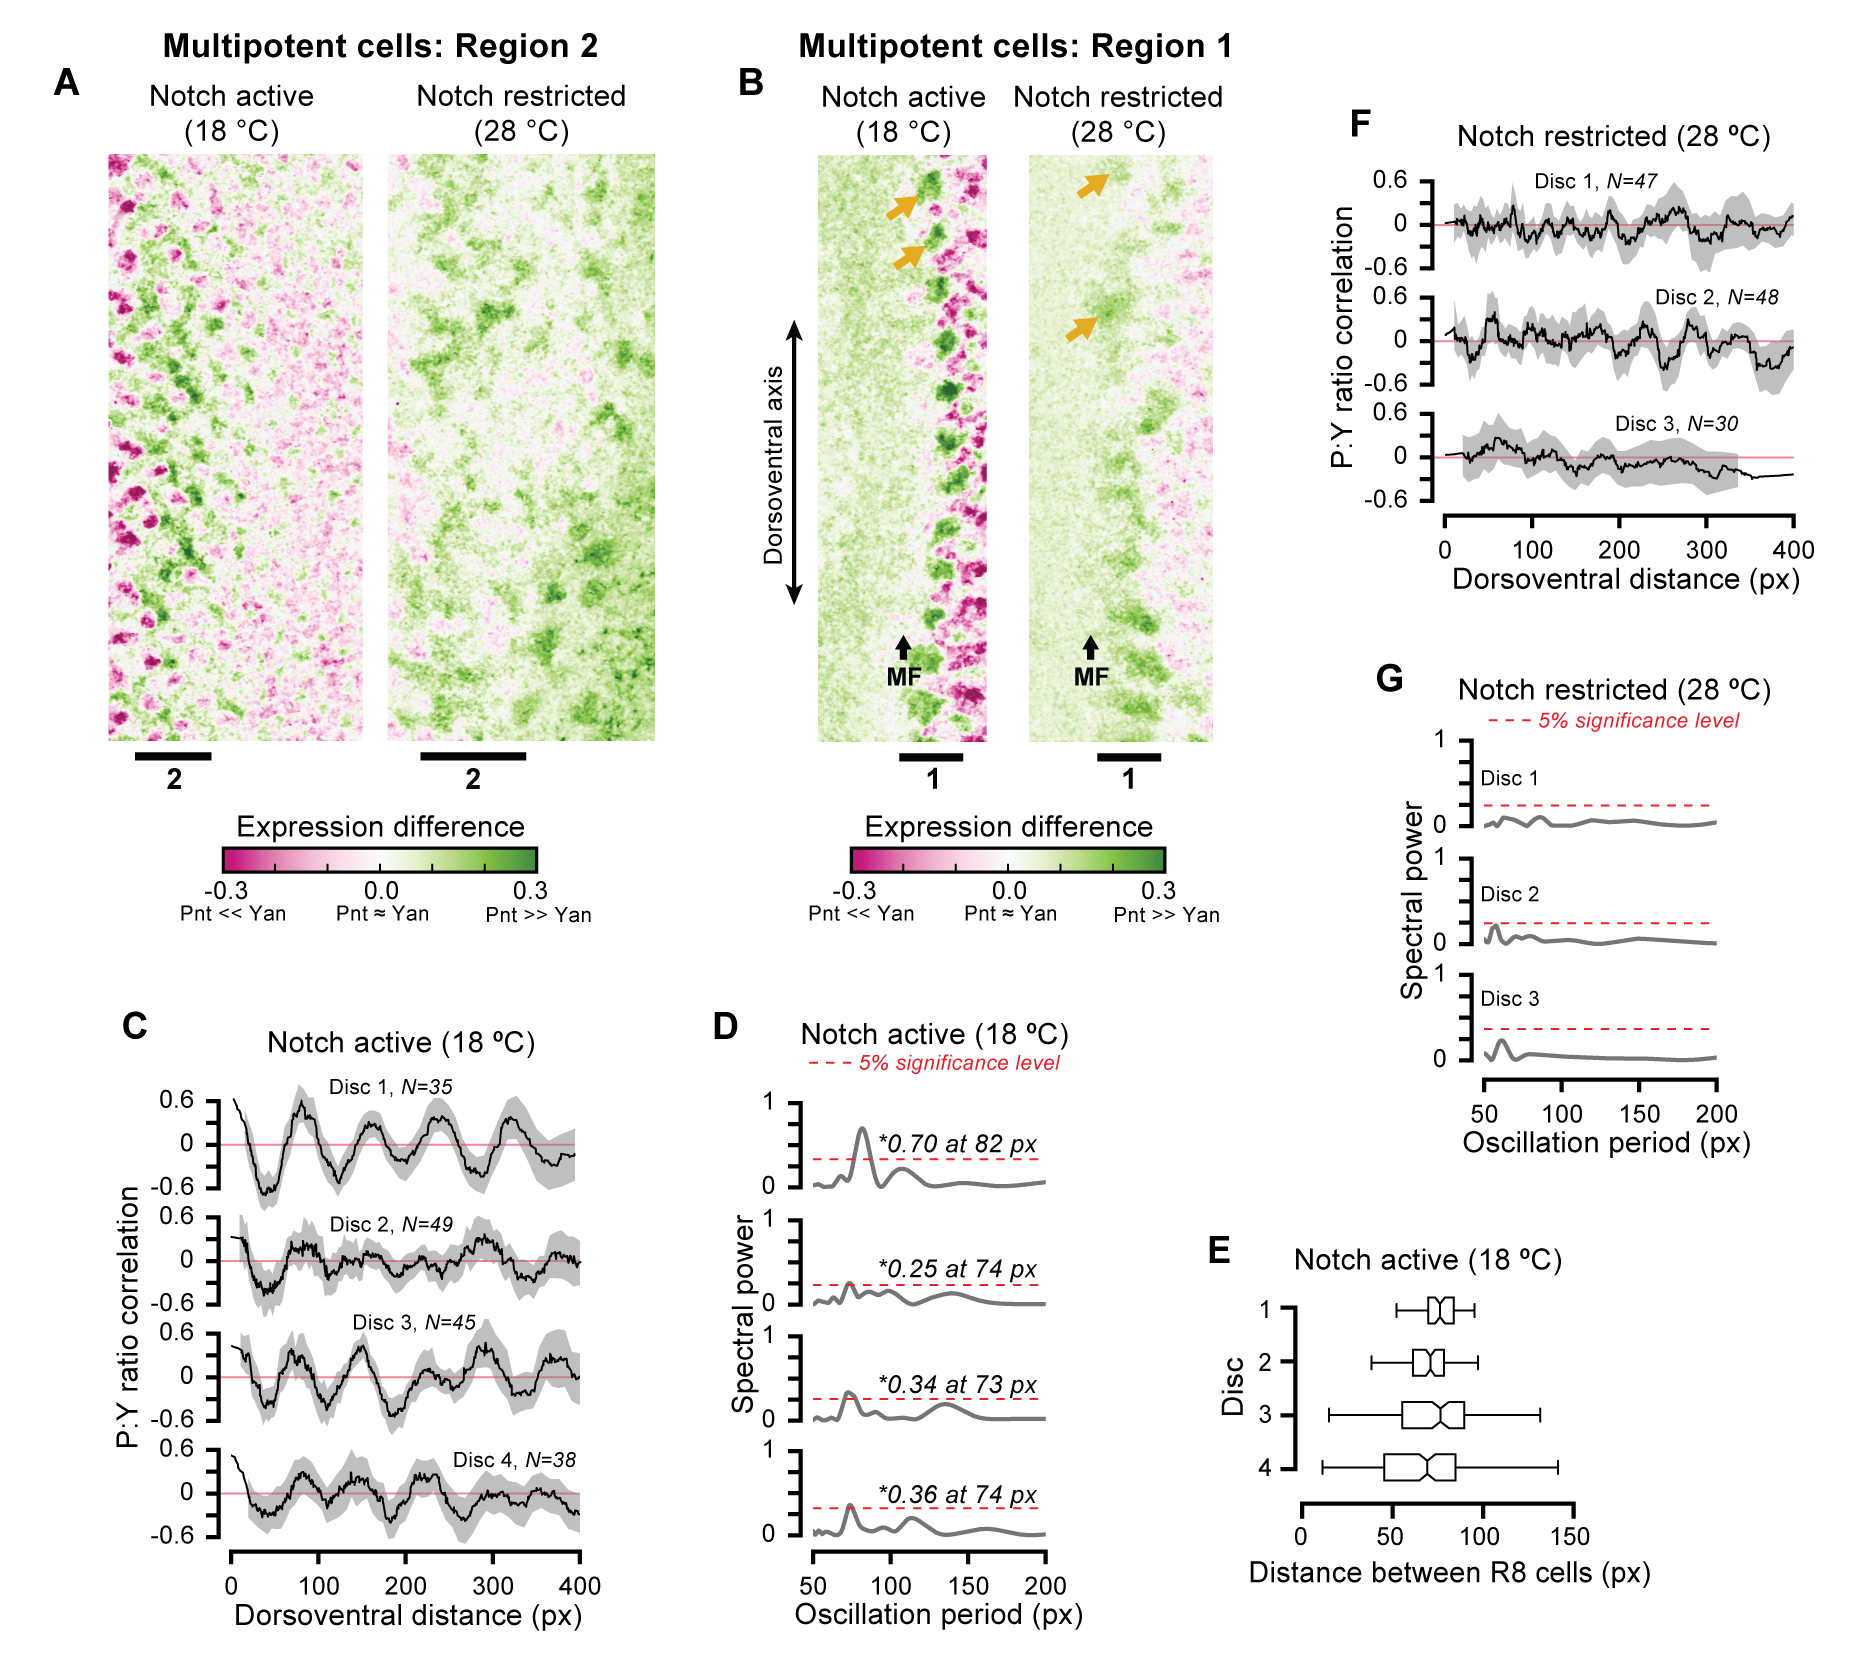 Multipotent cells: Region 2
A
Notch active
(18 °C)
Notch restricted
(28 °C)
2
2
Expression difference
-0.3
0.0
0.3
Pnt << Yan
Pnt ≈ Yan
Pnt >> Yan
Multipotent cells: Region 1
B
Notch active
(18 °C)
Notch restricted
(28 °C)
Dorsoventral axis
MF
MF
1
1
Expression difference
-0.3
0.0
0.3
Pnt << Yan
Pnt ≈ Yan
Pnt >> Yan
C
Notch active (18 ºC)
P:Y ratio correlation
Disc 1, N=35
0.6
0
-0.6
Disc 2, N=49
0.6
0
-0.6
Disc 3, N=45
0.6
0
-0.6
Disc 4, N=38
0.6
0
-0.6
0 100 200 300 400
Dorsoventral distance (px)
D
Notch active (18 ºC)
5% significance level
Spectral power
1
*0.70 at 82 px
0
1
*0.25 at 74 px
0
1
*0.34 at 73 px
0
1
*0.36 at 74 px
0
50 100 150 200
Oscillation period (px)
E
Notch active (18 ºC)
Disc
1
2
3
4
0 50 100 150
Distance between R8 cells (px)
F
Notch restricted (28 ºC)
P:Y ratio correlation
Disc 1, N=47
0.6
0
-0.6
Disc 2, N=48
0.6
0
-0.6
Disc 3, N=30
0.6
0
-0.6
0 100 200 300 400
Dorsoventral distance (px)
G
Notch restricted (28 ºC)
5% significance level
Spectral power
1
Disc 1
0
1
Disc 2
0
1
Disc 3
0
50 100 150 200
Oscillation period (px)